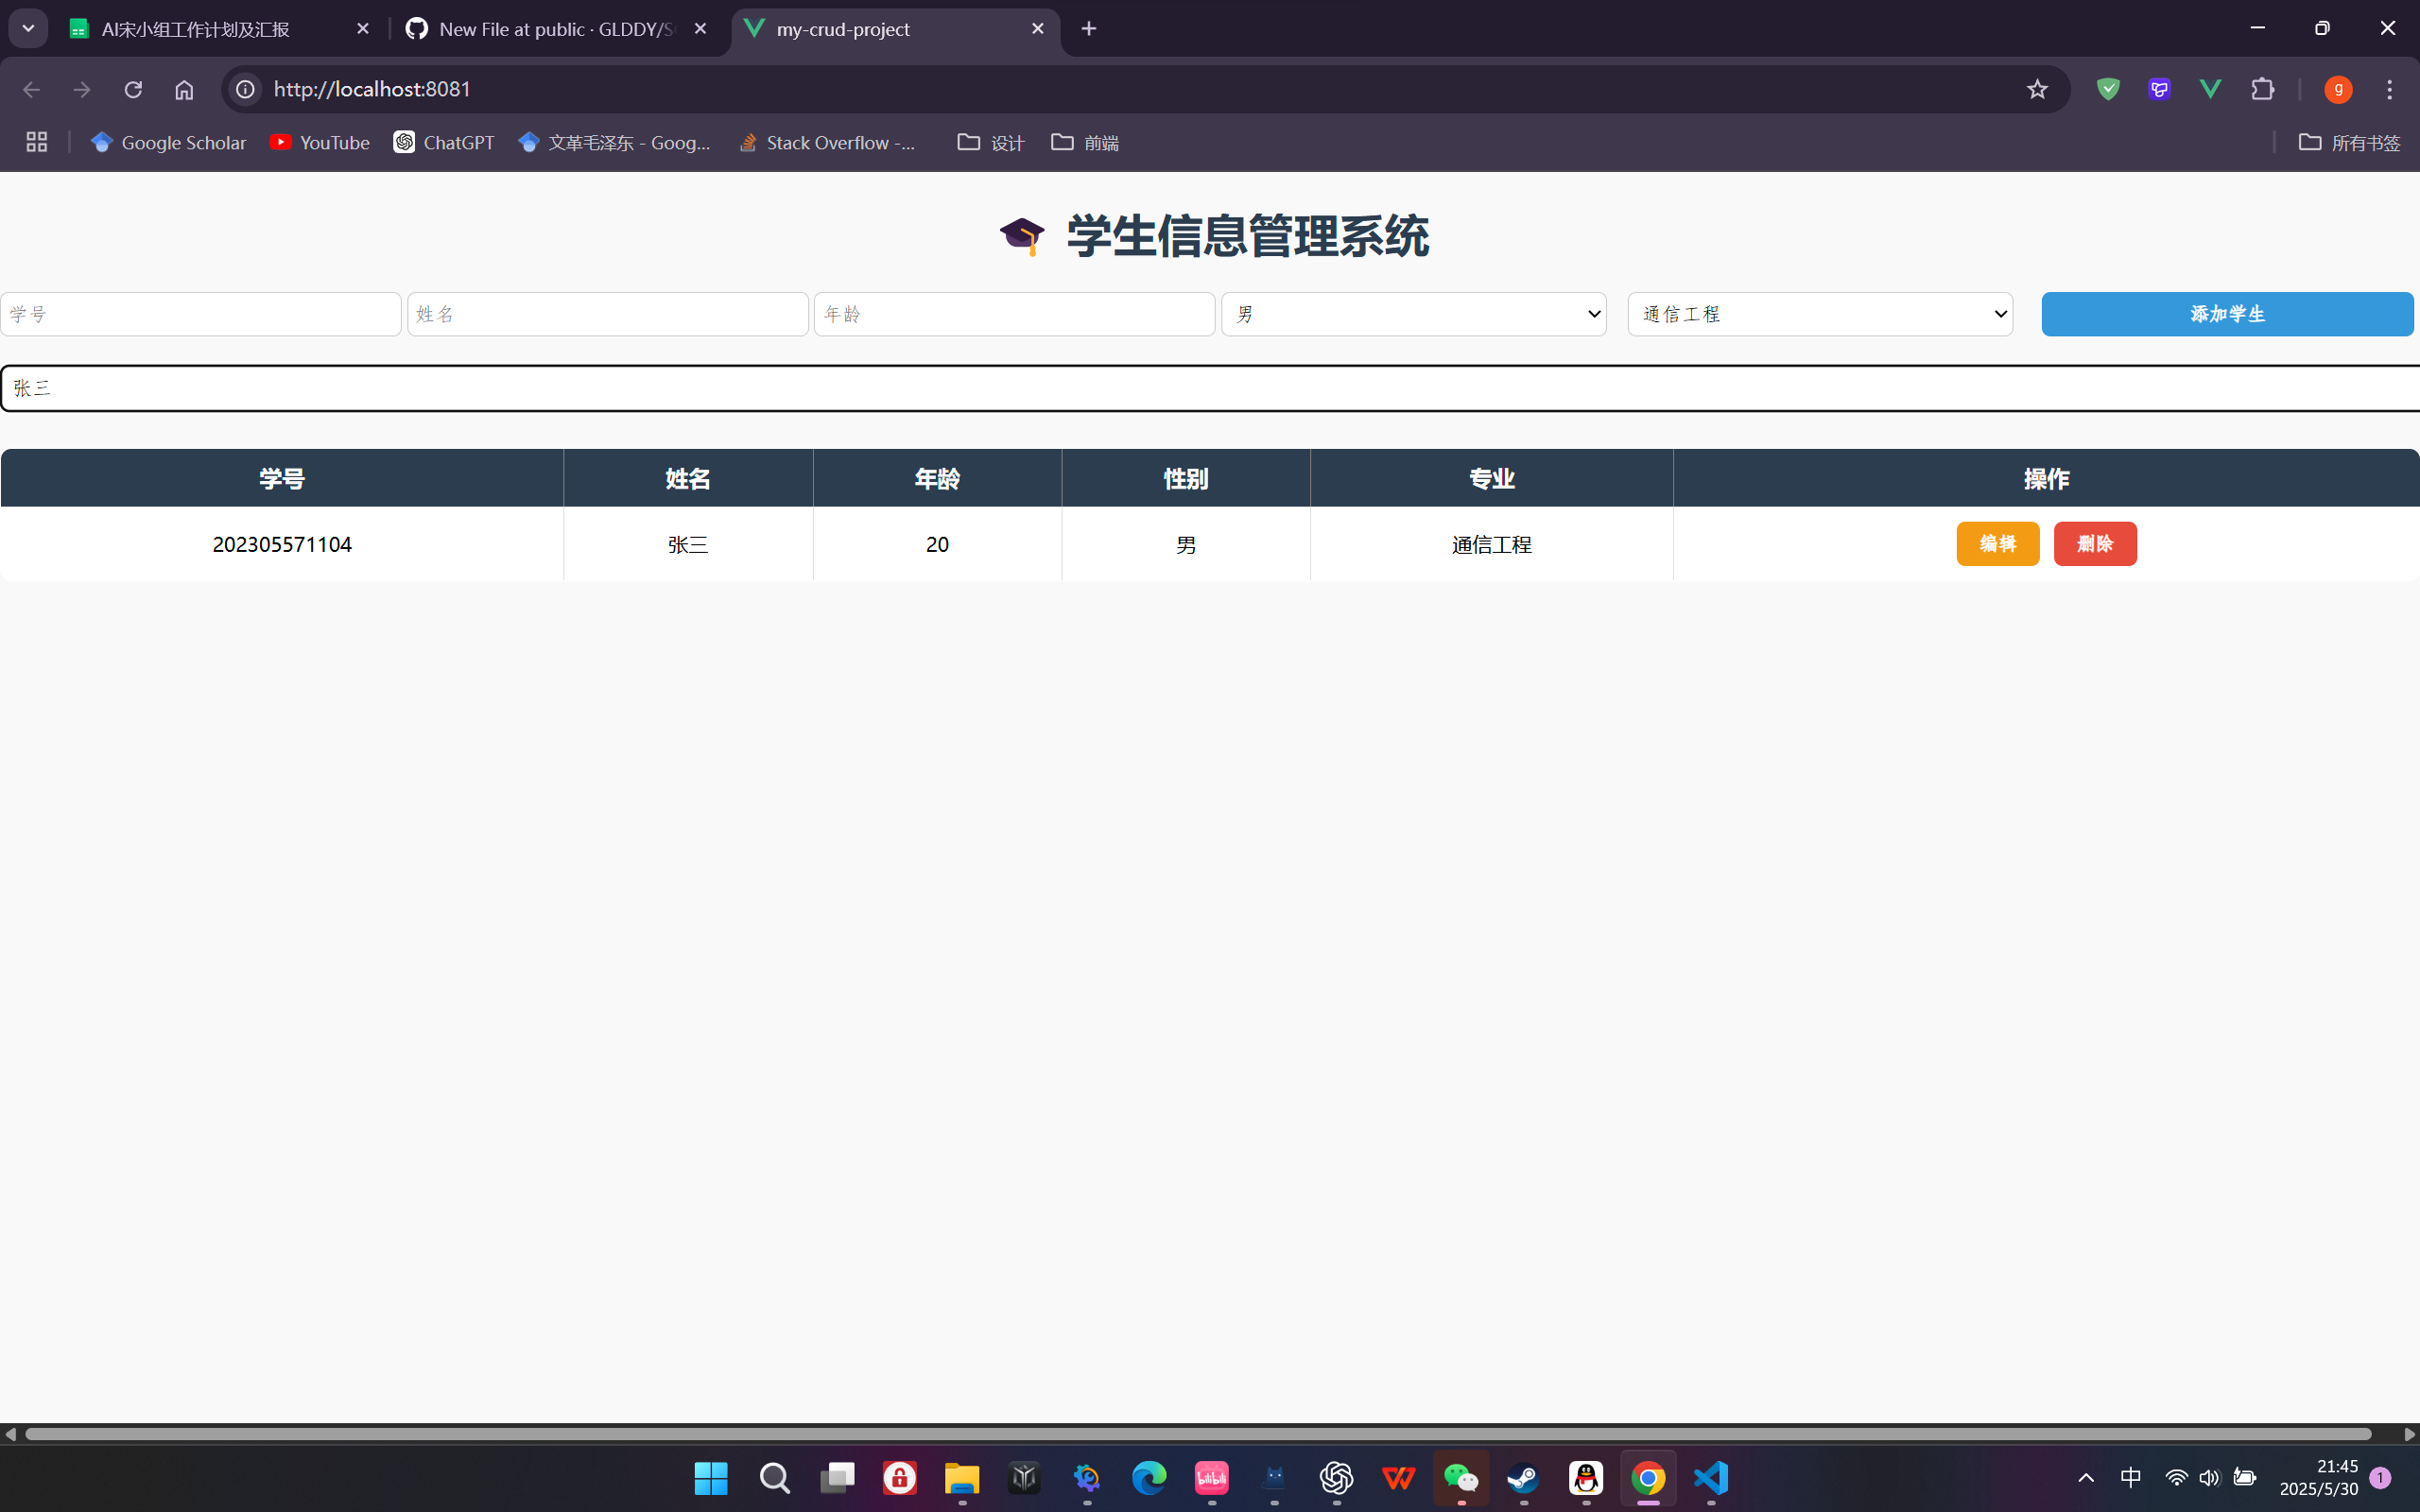 AI宋小组工作计划及汇报
New File at public · GLDDY/S
my-crud-project
http://localhost:8081
g
Google Scholar
YouTube
ChatGPT
文革毛泽东 - Goog...
Stack Overflow -...
设计
前端
所有书签
学生信息管理系统
学号
姓名
年龄
男
通信工程
添加学生
张三
学号 姓名 年龄 性别 专业 操作
202305571104 张三 20 男 通信工程 编辑 删除
bilibili
中
21:45
2025/5/30
1